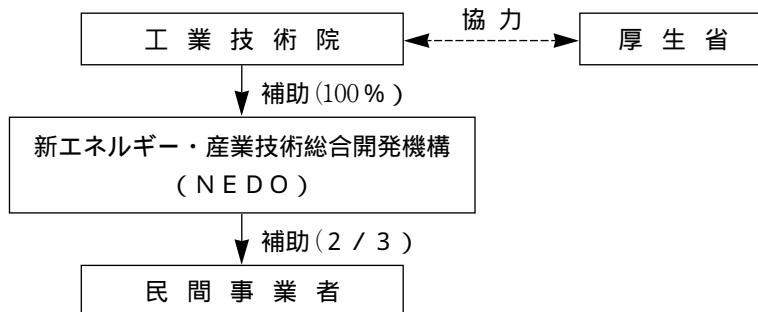 協 力
工 業 技 術 院
厚 生 省
補助(100%)
新エネルギー・産業技術総合開発機構
(NEDO)
補助(2/3)
民 間 事 業 者